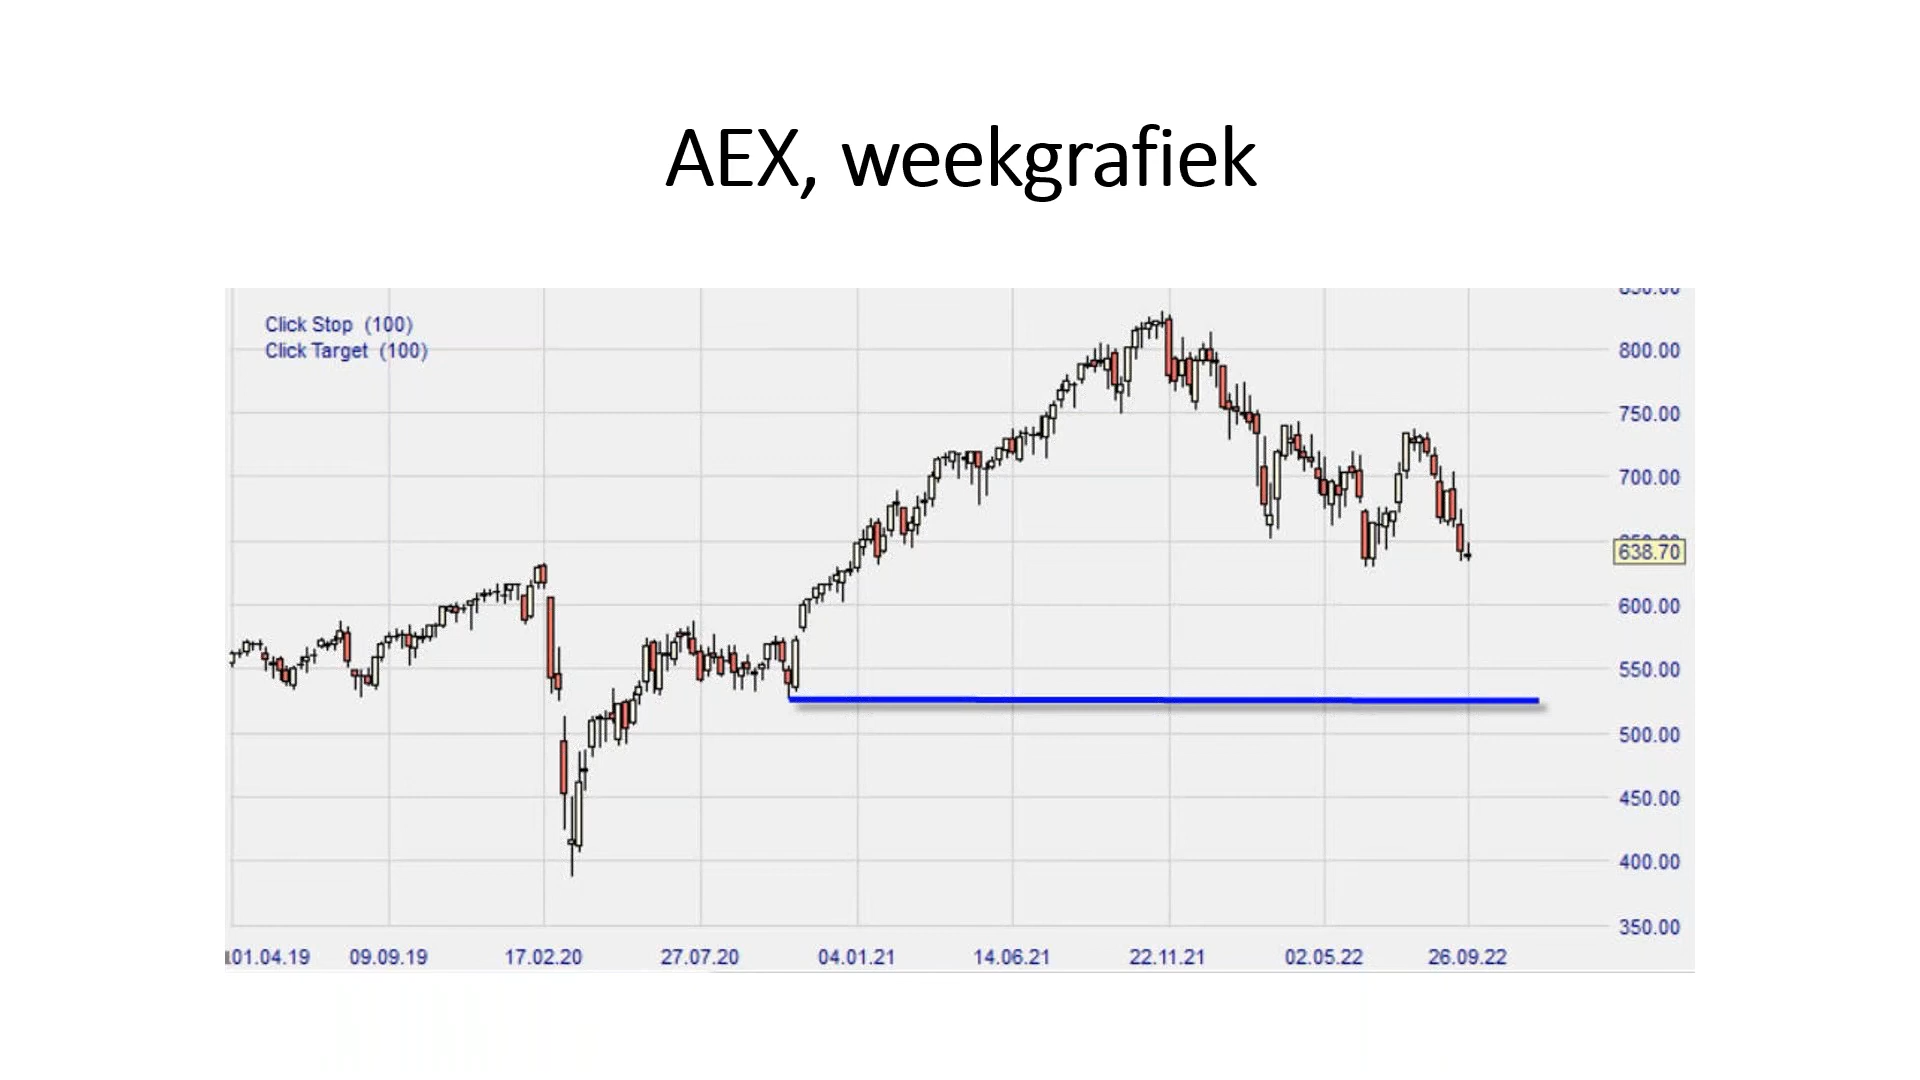 AEX, weekgrafiek
Click Stop (100)
Click Target (100)
800.00
750.00
700.00
638.70
600.00
550.00
500.00
450.00
400.00
350.00
01.04.19 09.09.19 17.02.20 27.07.20 04.01.21 14.06.21 22.11.21 02.05.22 26.09.22